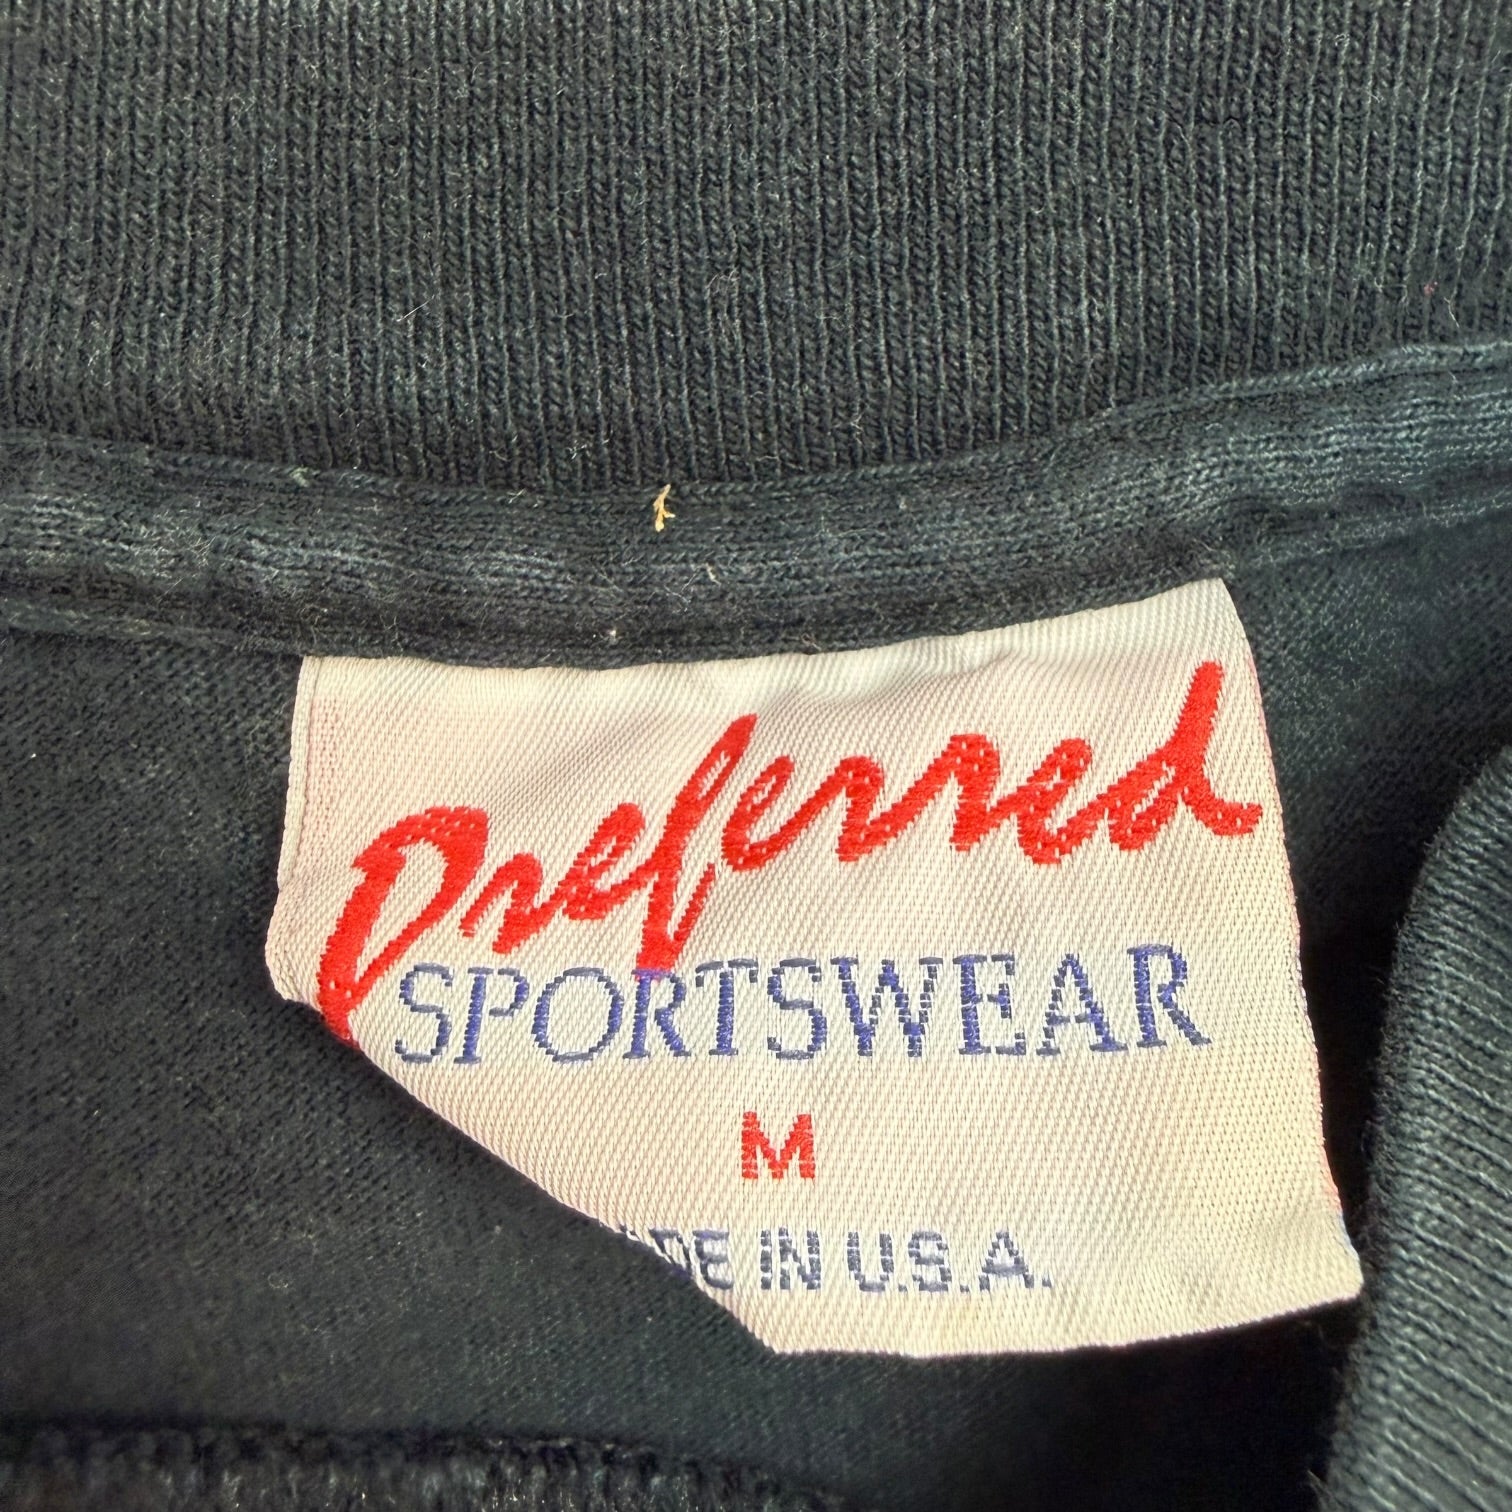 Preferred
SPORTSWEAR
M
DE IN U.S.A.